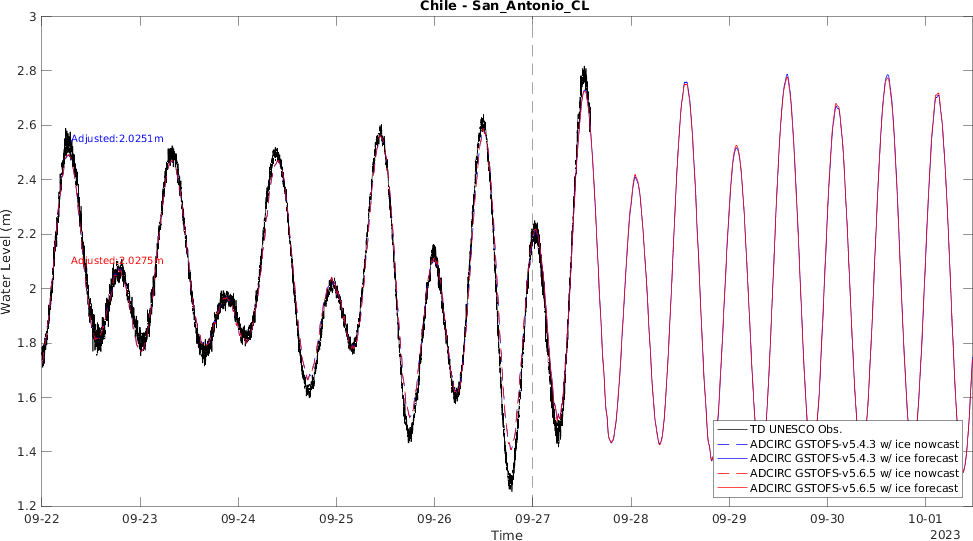 Chile - San_Antonio_CL
3
2.8
2.6
2.4
2.2
2
1.8
1.6
1.4
1.2
Water Level (m)
Adjusted:2.0251m
Adjusted:2.0275m
TD UNESCO Obs.
ADCIRC GSTOFS-v5.4.3 w/ ice nowcast
ADCIRC GSTOFS-v5.4.3 w/ ice forecast
ADCIRC GSTOFS-v5.6.5 w/ ice nowcast
ADCIRC GSTOFS-v5.6.5 w/ ice forecast
09-22 09-23 09-24 09-25 09-26 09-27 09-28 09-29 09-30 10-01
Time
2023